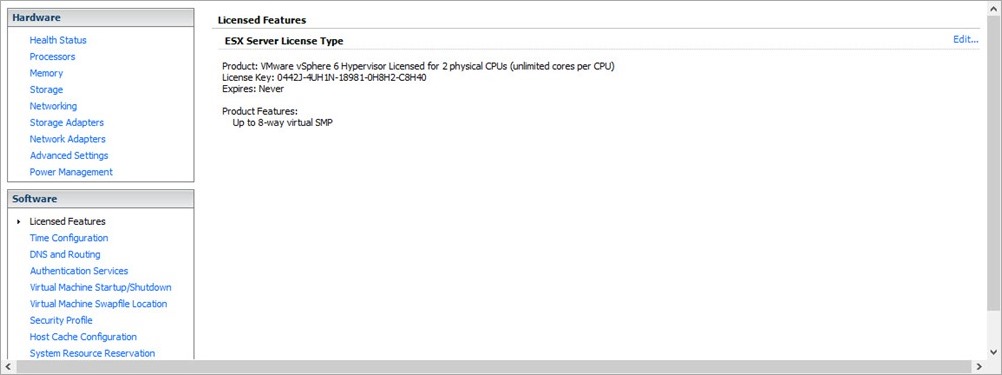 Hardware
Health Status
Processors
Memory
Storage
Networking
Storage Adapters
Network Adapters
Advanced Settings
Power Management
Software
Licensed Features
Time Configuration
DNS and Routing
Authentication Services
Virtual Machine Startup/Shutdown
Virtual Machine Swapfile Location
Security Profile
Host Cache Configuration
System Resource Reservation
Licensed Features
ESX Server License Type
Edit...
Product: VMware vSphere 6 Hypervisor Licensed for 2 physical CPUs (unlimited cores per CPU)
License Key: 0442J-4UH1N-18981-0H8H2-C8H40
Expires: Never
Product Features:
Up to 8-way virtual SMP